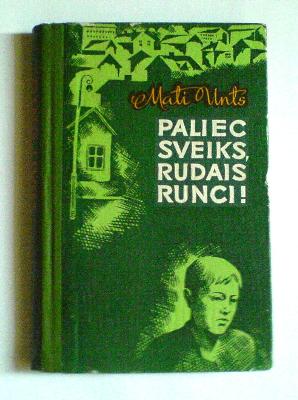 Mati Unts
PALIEC
SVEIKS,
RUDAIS
RUNCI!